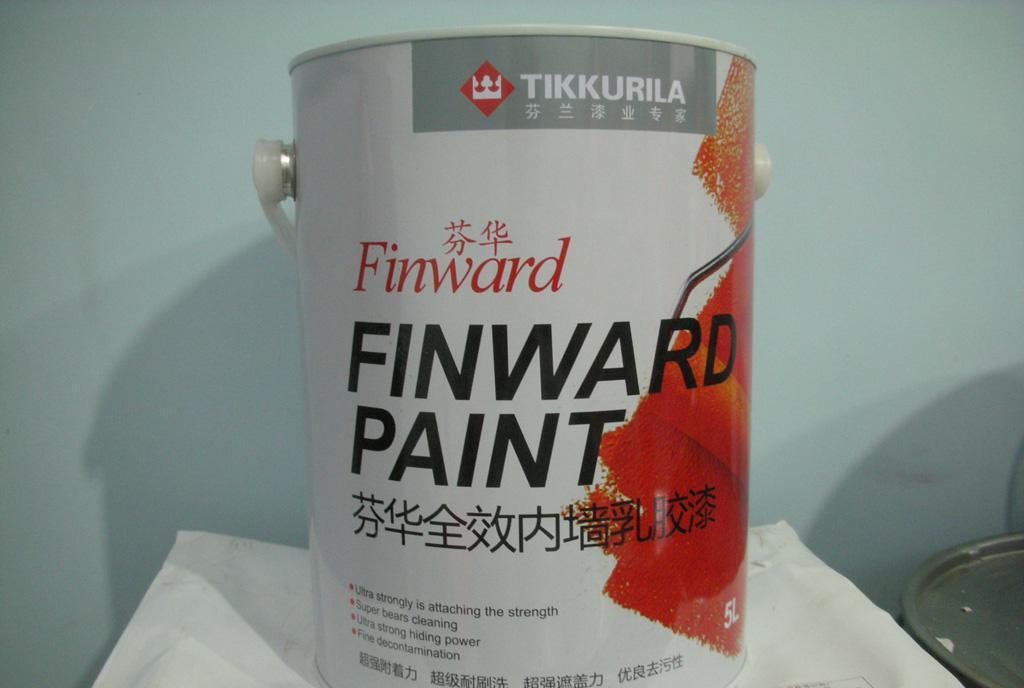 TIKKURILA
芬兰漆业专家
芬华
Finward
FINWARD
PAINT
芬华全效内墙乳胶漆
Ultra strongly is attaching the strength
Super bears cleaning
Ultra strong hiding power
Fine decontamination
5L
超强附着力 超级耐刷洗 超强遮盖力 优良去污性